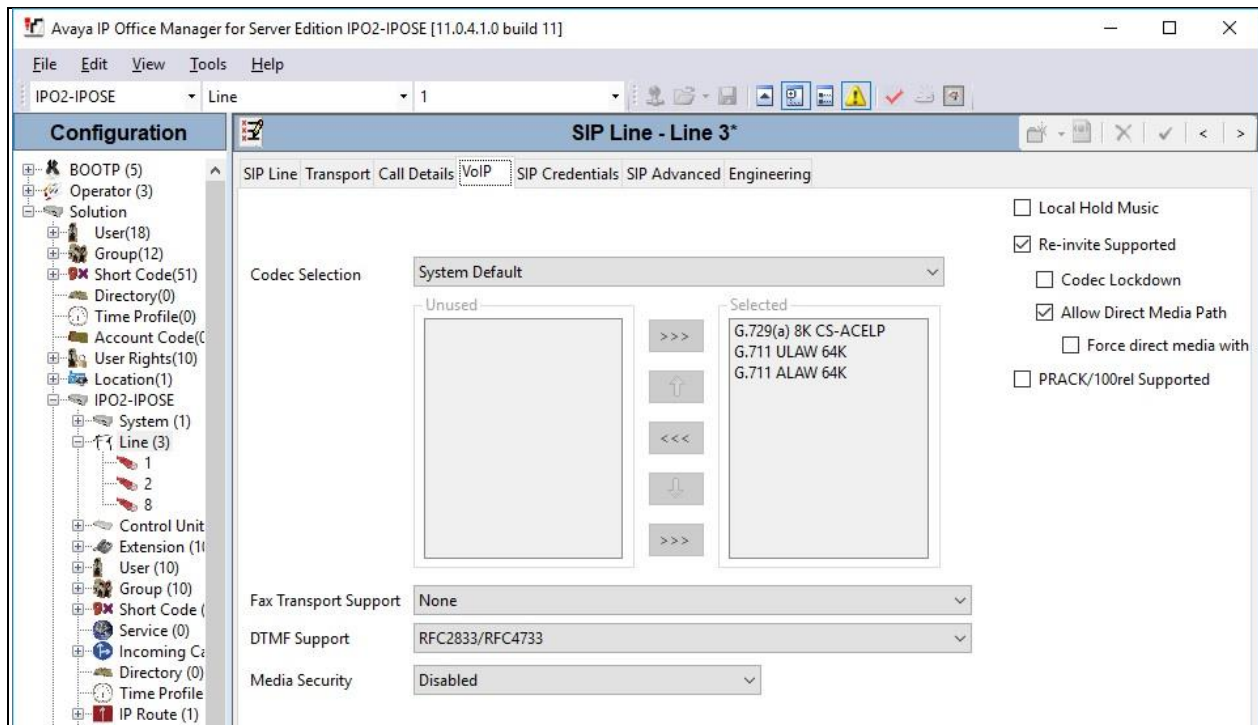 Avaya IP Office Manager for Server Edition IPO2-IPOSE [11.0.4.1.0 build 11]
File Edit View Tools Help
IPO2-IPOSE Line 1
Configuration
BOOTP (5)
Operator (3)
Solution
User(18)
Group(12)
Short Code(51)
Directory(0)
Time Profile(0)
Account Code(
User Rights(10)
Location(1)
IPO2-IPOSE
System (1)
Line (3)
1
2
8
Control Unit
Extension (1
User (10)
Group (10)
Short Code (
Service (0)
Incoming Ca
Directory (0)
Time Profile
IP Route (1)
SIP Line - Line 3*
SIP Line Transport Call Details VoIP SIP Credentials SIP Advanced Engineering
Codec Selection System Default
Unused
>>>
<<<
>>>
Selected
G.729(a) 8K CS-ACELP
G.711 ULAW 64K
G.711 ALAW 64K
Fax Transport Support None
DTMF Support RFC2833/RFC4733
Media Security Disabled
Local Hold Music
Re-invite Supported
Codec Lockdown
Allow Direct Media Path
Force direct media with
PRACK/100rel Supported